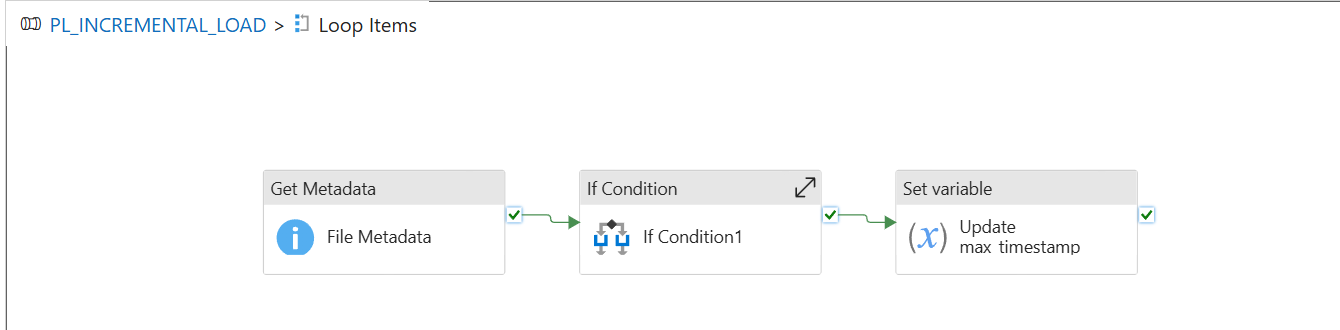 PL_INCREMENTAL_LOAD > Loop Items
Get Metadata
File Metadata
If Condition
If Condition1
Set variable
(x)
Update
max_timestamp